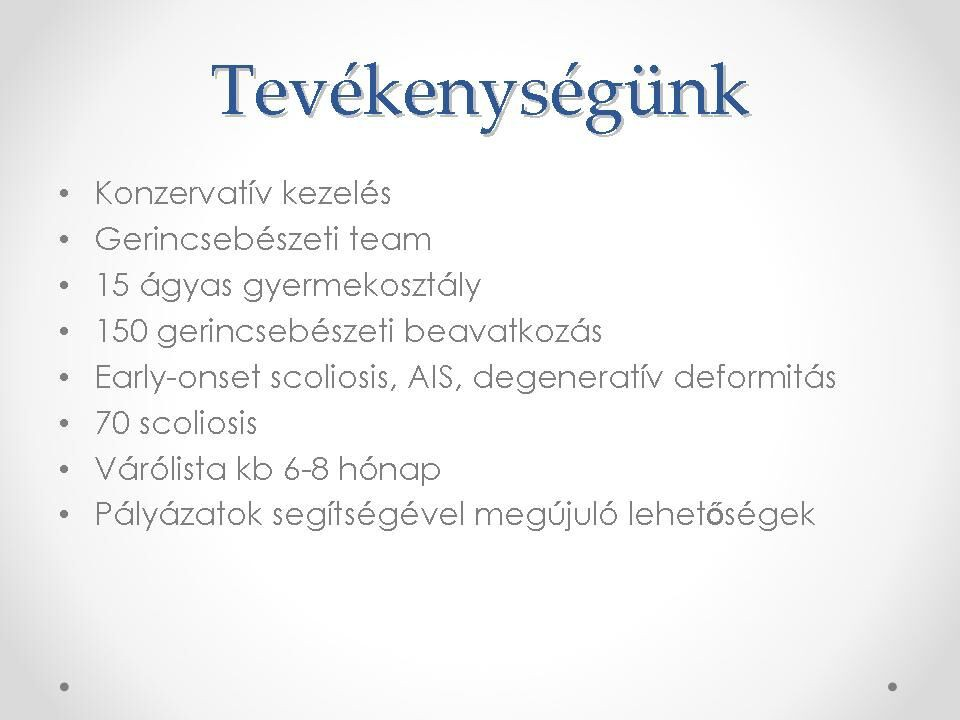 Tevékenységünk
• Konzervatív kezelés
• Gerincsebészeti team
• 15 ágyas gyermekosztály
• 150 gerincsebészeti beavatkozás
• Early-onset scoliosis, AIS, degeneratív deformitás
• 70 scoliosis
• Várólista kb 6-8 hónap
• Pályázatok segítségével megújuló lehetőségek